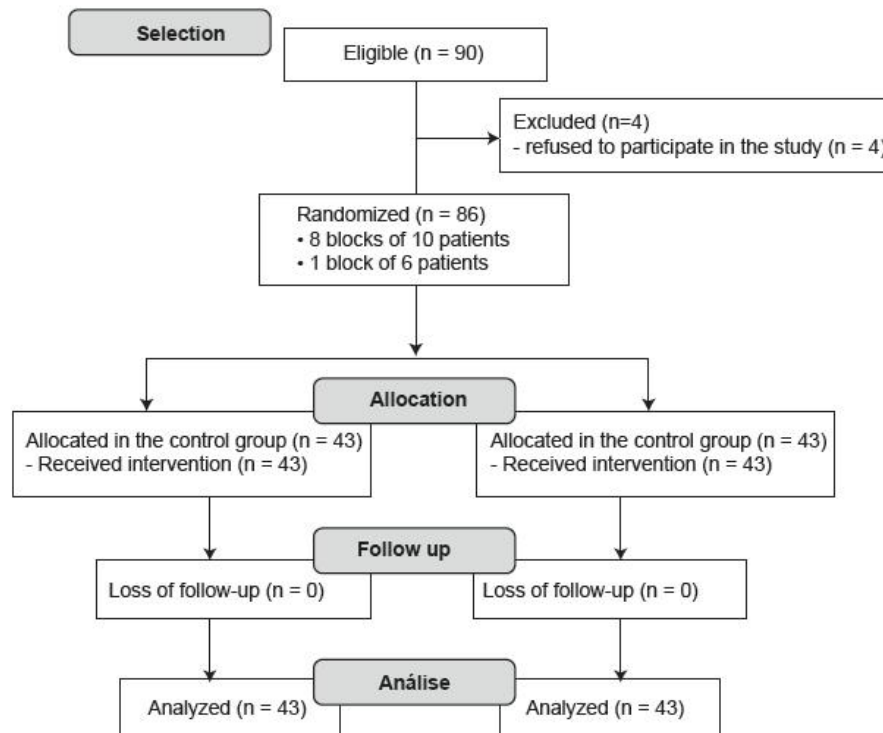 Selection
Eligible (n = 90)
Excluded (n=4)
- refused to participate in the study (n = 4)
Randomized (n = 86)
• 8 blocks of 10 patients
• 1 block of 6 patients
Allocation
Allocated in the control group (n = 43)
- Received intervention (n = 43)
Allocated in the control group (n = 43)
- Received intervention (n = 43)
Follow up
Loss of follow-up (n = 0)
Loss of follow-up (n = 0)
Análise
Analyzed (n = 43)
Analyzed (n = 43)